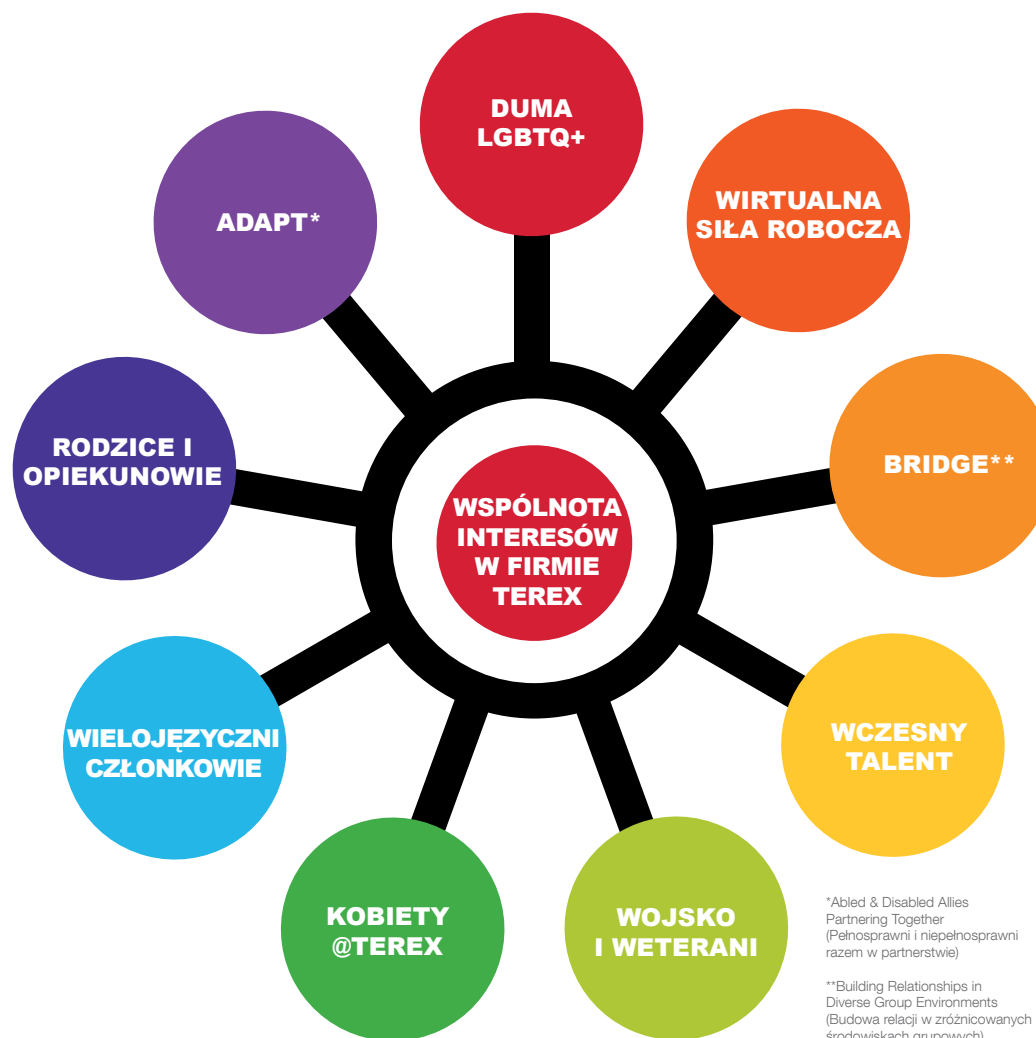 DUMA
LGBTQ+
WIRTUALNA
SIŁA ROBOCZA
ADAPT*
BRIDGE**
RODZICE I
OPIEKUNOWIE
WSPÓLNOTA
INTERESÓW
W FIRMIE
TEREX
WIELOJĘZYCZNI
CZŁONKOWIE
WCZESNY
TALENT
KOBIETY
@TEREX
WOJSKO
I WETERANI
*Abled & Disabled Allies
Partnering Together
(Pełnosprawni i niepełnosprawni
razem w partnerstwie)
**Building Relationships in
Diverse Group Environments
(Budowa relacji w zróżnicowanych
środowiskach grupowych)